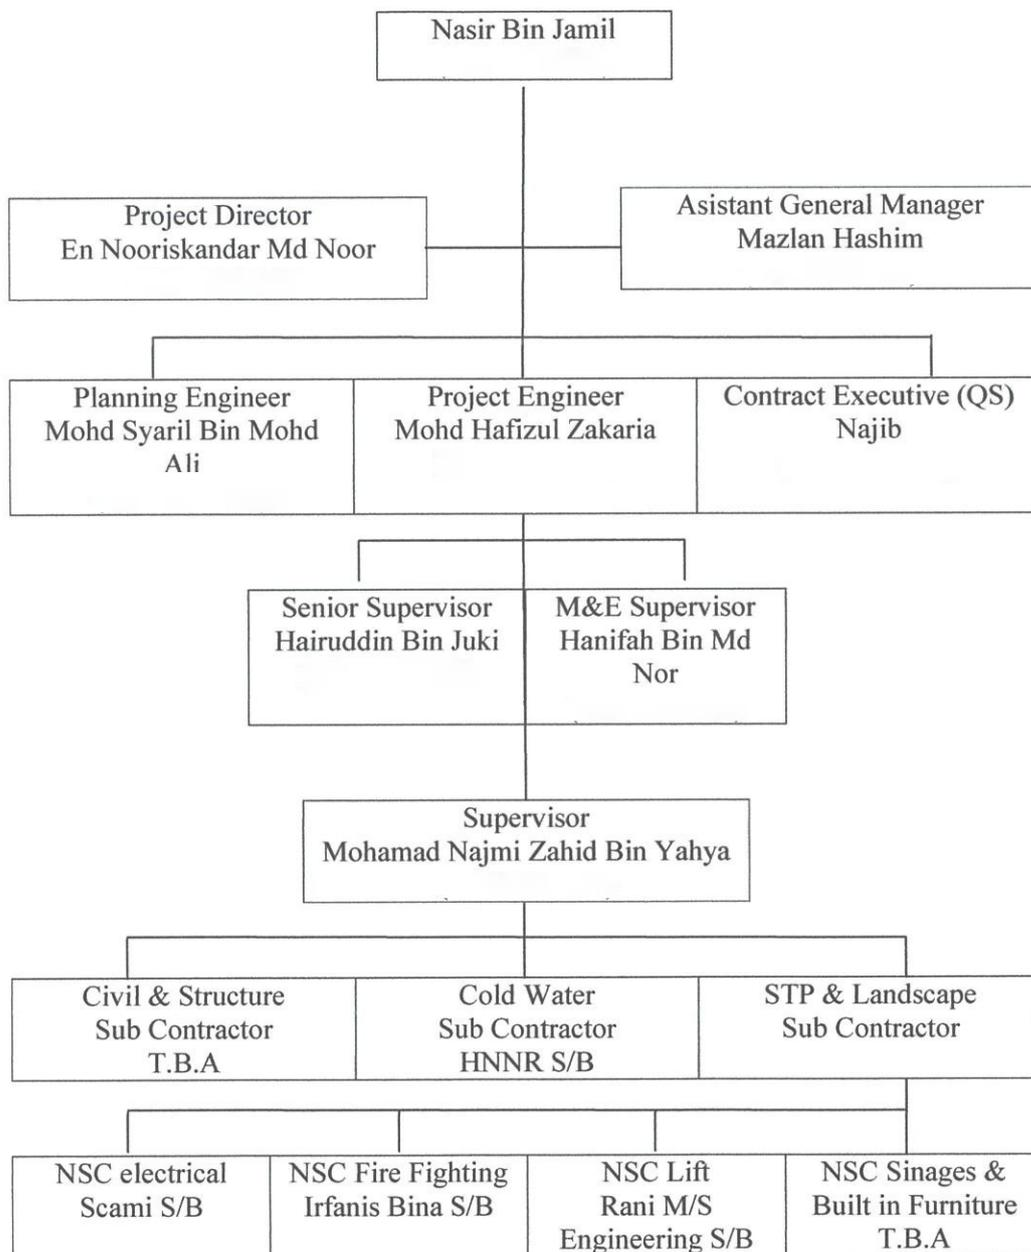 Nasir Bin Jamil
Project Director
En Nooriskandar Md Noor
Asistant General Manager
Mazlan Hashim
Planning Engineer
Mohd Syaril Bin Mohd
Ali
Project Engineer
Mohd Hafizul Zakaria
Contract Executive (QS)
Najib
Senior Supervisor
Hairuddin Bin Juki
M&E Supervisor
Hanifah Bin Md
Nor
Supervisor
Mohamad Najmi Zahid Bin Yahya
Civil & Structure
Sub Contractor
T.B.A
Cold Water
Sub Contractor
HNNR S/B
STP & Landscape
Sub Contractor
NSC electrical
Scami S/B
NSC Fire Fighting
Irfanis Bina S/B
NSC Lift
Rani M/S
Engineering S/B
NSC Sinages &
Built in Furniture
T.B.A